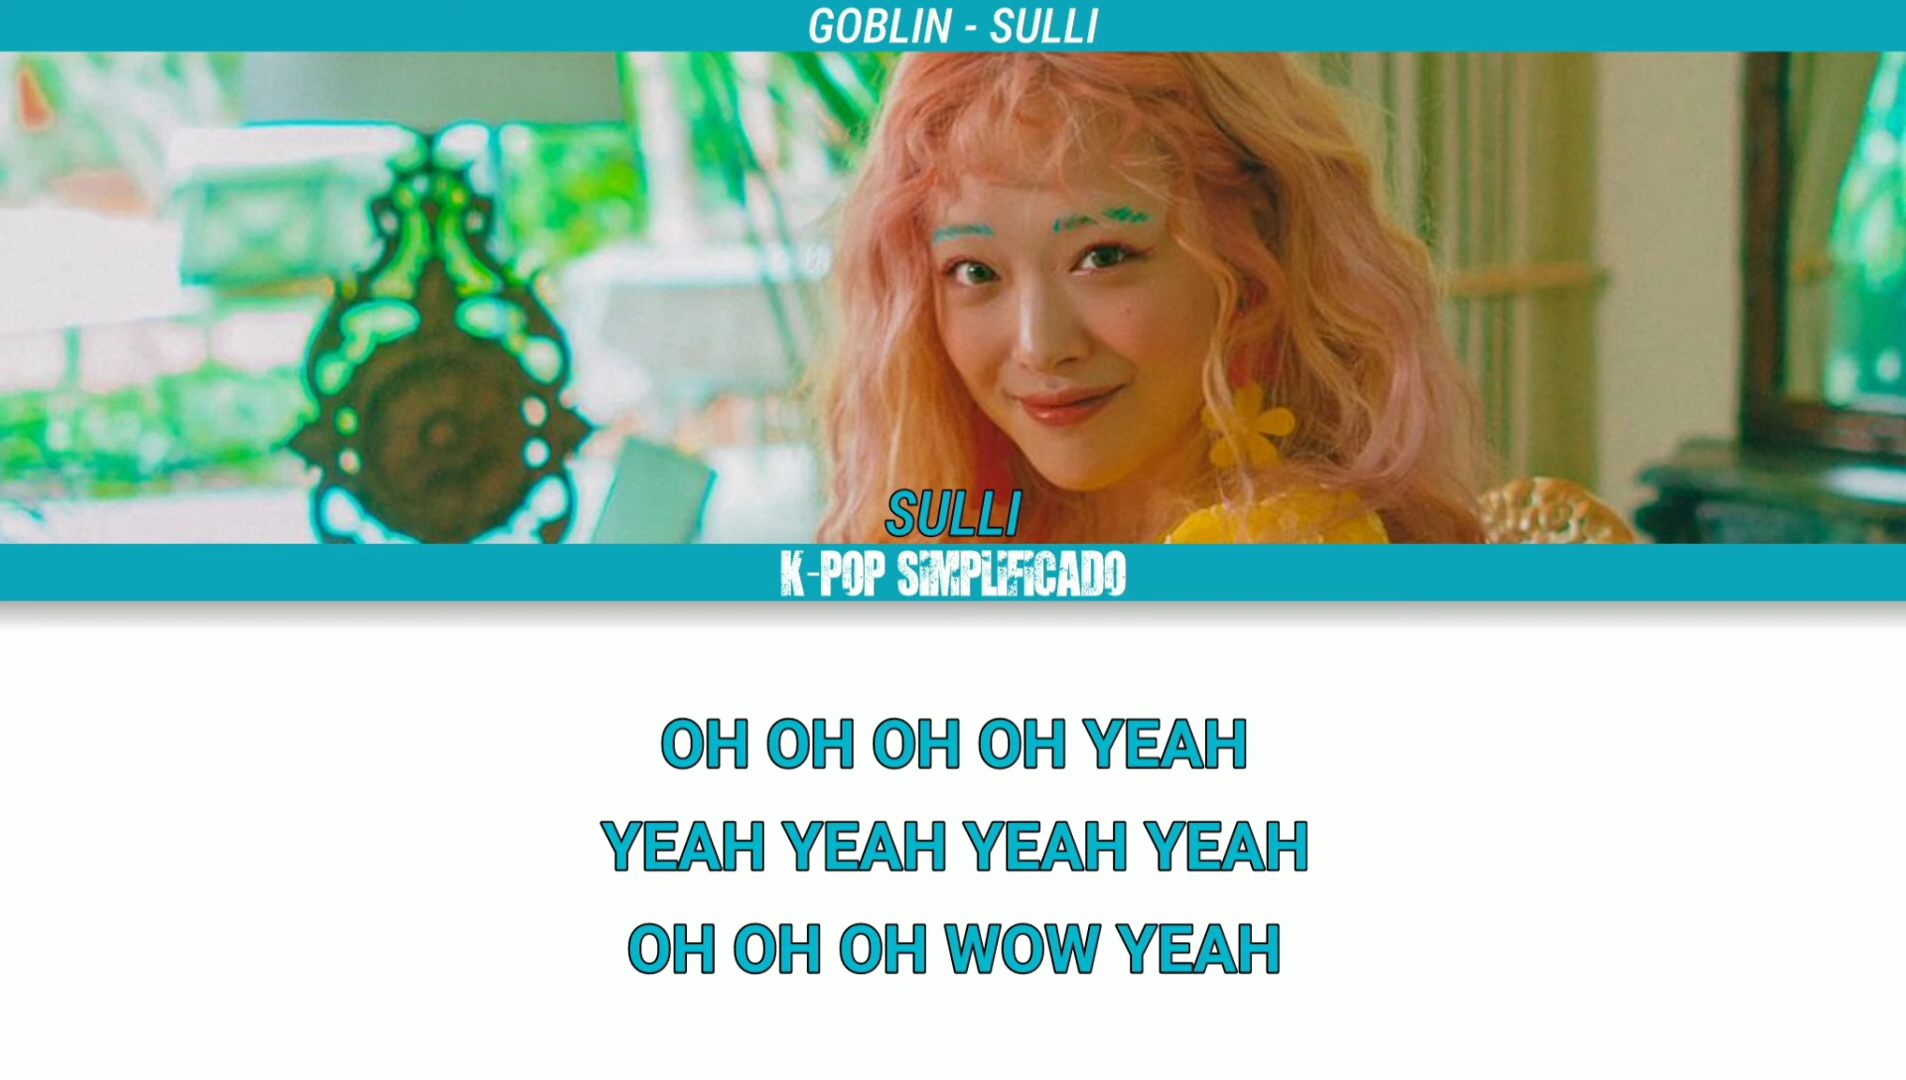 GOBLIN - SULLI
SULLI
K-POP SIMPLIFICADO
OH OH OH OH YEAH
YEAH YEAH YEAH YEAH
OH OH OH WOW YEAH